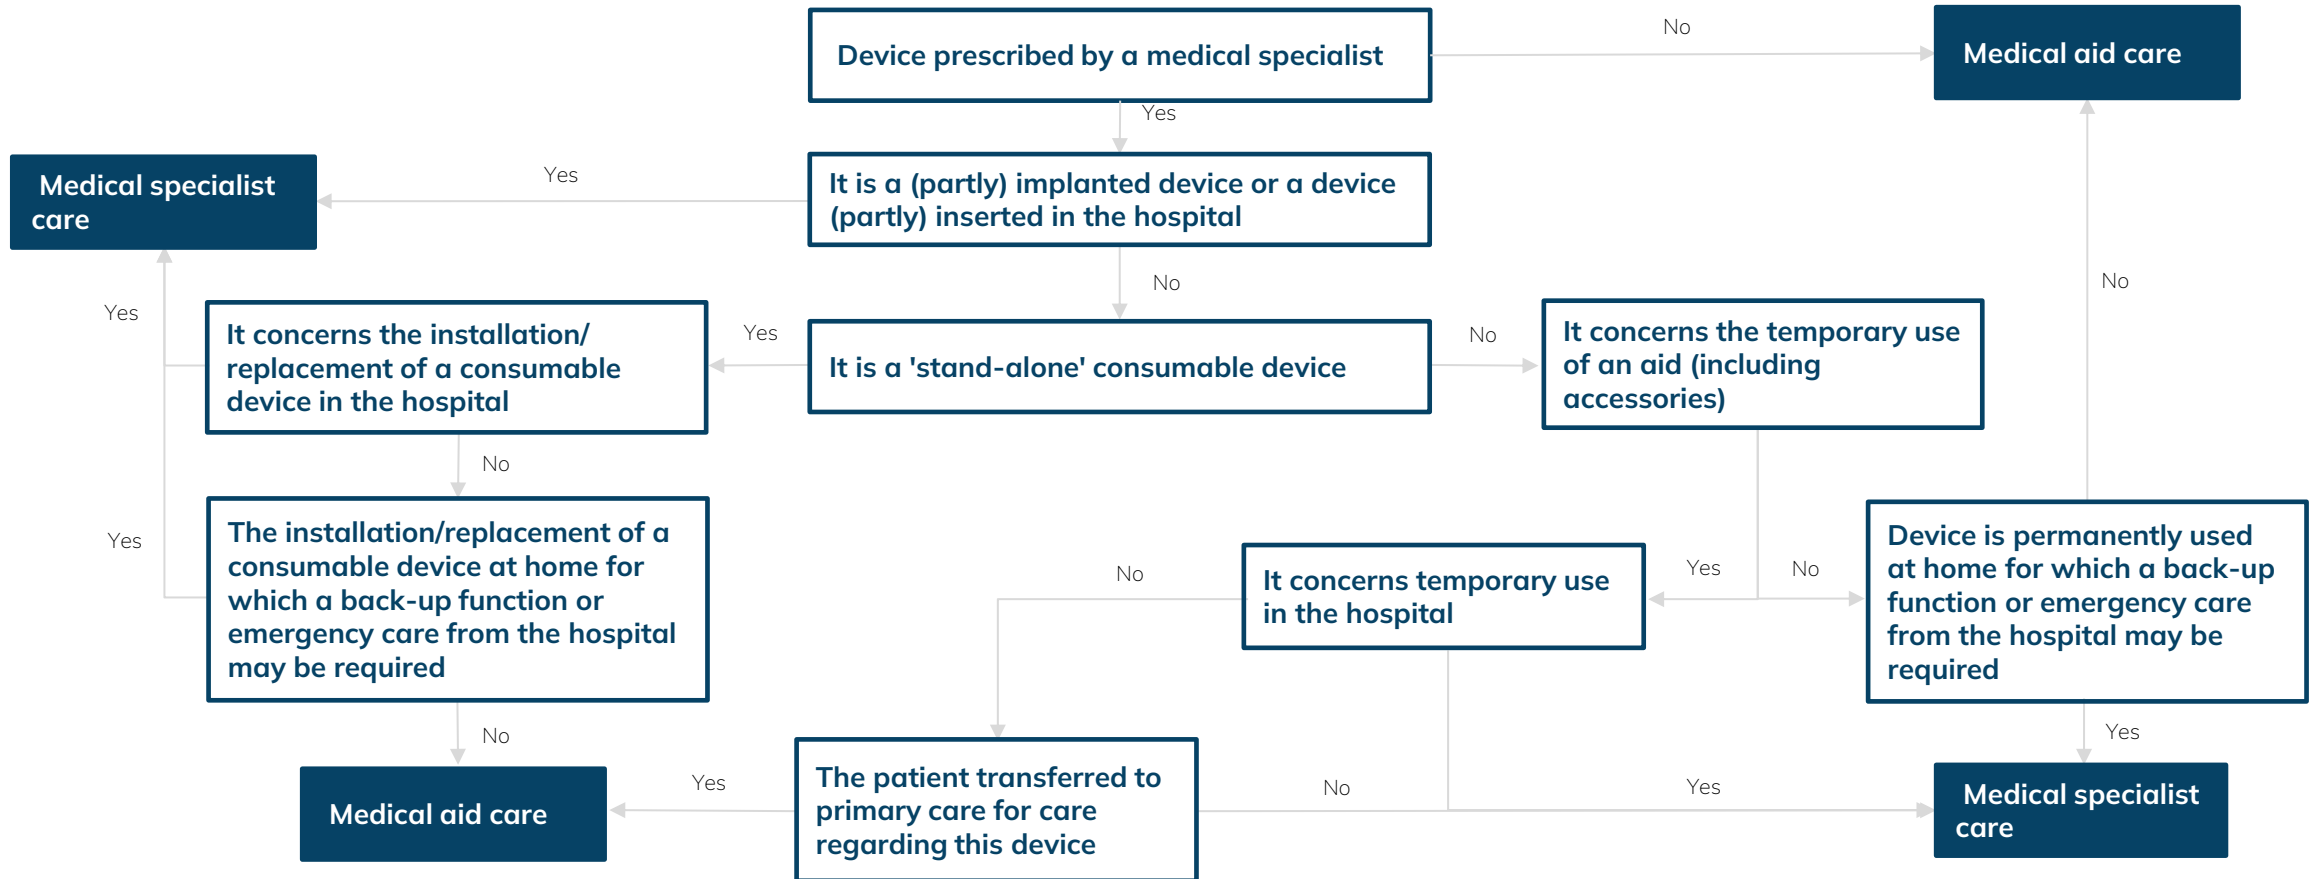 Device prescribed by a medical specialist
No
Medical aid care
Yes
Medical specialist
care
Yes
It is a (partly) implanted device or a device
(partly) inserted in the hospital
No
No
Yes
It concerns the installation/
replacement of a consumable
device in the hospital
Yes
It is a 'stand-alone' consumable device
No
It concerns the temporary use
of an aid (including
accessories)
No
Yes
The installation/replacement of a
consumable device at home for
which a back-up function or
emergency care from the hospital
may be required
No
It concerns temporary use
in the hospital
Yes
No
Device is permanently used
at home for which a back-up
function or emergency care
from the hospital may be
required
No
Yes
Medical aid care
Yes
The patient transferred to
primary care for care
regarding this device
No
Yes
Medical specialist
care